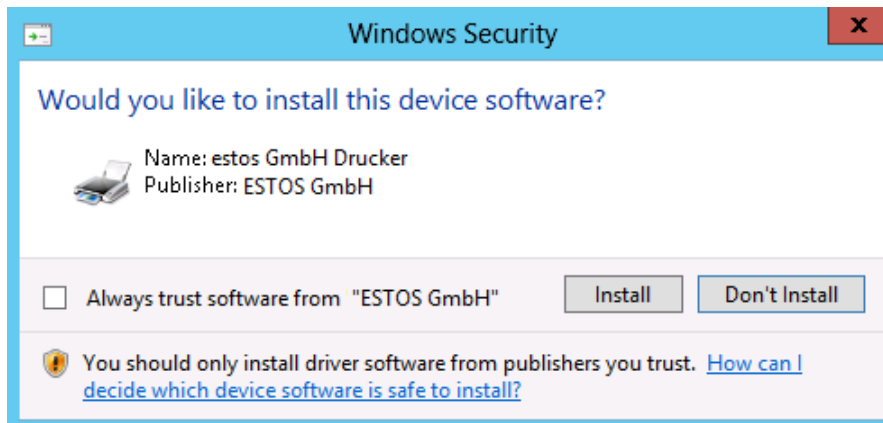 Windows Security
x
Would you like to install this device software?
Name: estos GmbH Drucker
Publisher: ESTOS GmbH
Always trust software from "ESTOS GmbH"
Install
Don't Install
You should only install driver software from publishers you trust. How can I
decide which device software is safe to install?